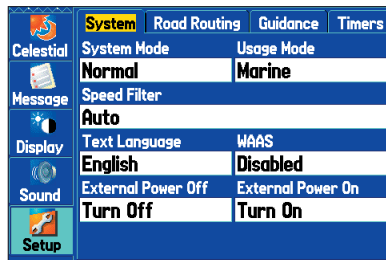 System Road Routing Guidance Timers
Celestial
System Mode Usage Mode
Normal Marine
Message
Speed Filter
Auto
Display
Text Language WAAS
English Disabled
Sound
External Power Off External Power On
Turn Off Turn On
Setup